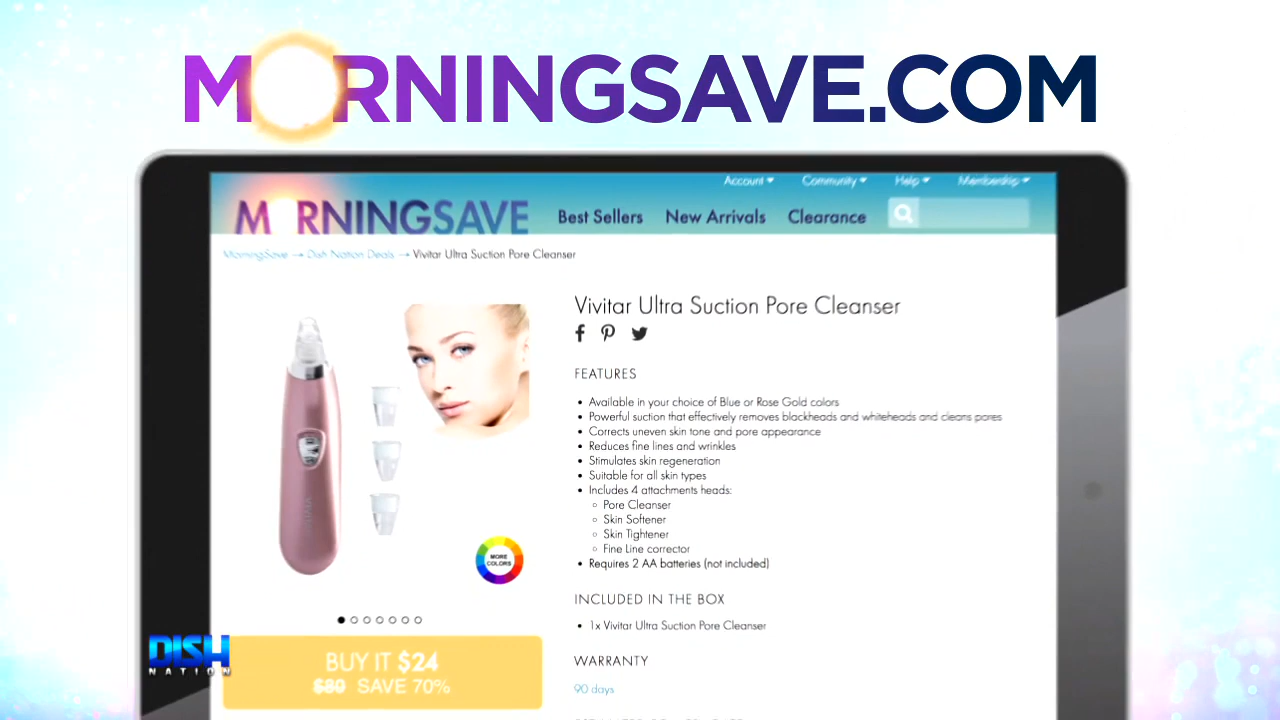 MORNINGSAVE.COM
Account Community Help Membership
MORNINGSAVE Best Sellers New Arrivals Clearance
MorningSave → Dish Nation Deals → Vivitar Ultra Suction Pore Cleanser
Vivitar Ultra Suction Pore Cleanser
FEATURES
• Available in your choice of Blue or Rose Gold colors
• Powerful suction that effectively removes blackheads and whiteheads and cleans pores
• Corrects uneven skin tone and pore appearance
• Reduces fine lines and wrinkles
• Stimulates skin regeneration
• Suitable for all skin types
• Includes 4 attachments heads:
○ Pore Cleanser
○ Skin Softener
○ Skin Tightener
○ Fine Line corrector
• Requires 2 AA batteries (not included)
MORE
COLORS
INCLUDED IN THE BOX
• 1x Vivitar Ultra Suction Pore Cleanser
WARRANTY
90 days
BUY IT $24
$80 SAVE 70%
DISH
NATION